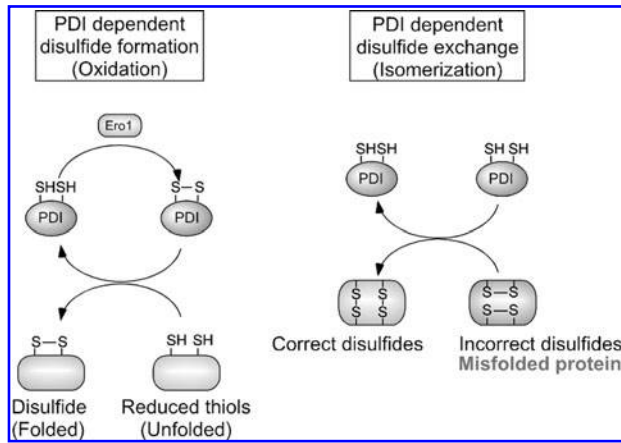 PDI dependent
disulfide formation
(Oxidation)
PDI dependent
disulfide exchange
(Isomerization)
Ero1
SHSH
PDI
S-S
PDI
SHSH
PDI
SH SH
PDI
S-S
SH SH
Disulfide
(Folded)
Reduced thiols
(Unfolded)
S S
S S
Correct disulfides
S-S
S-S
Incorrect disulfides
Misfolded protein